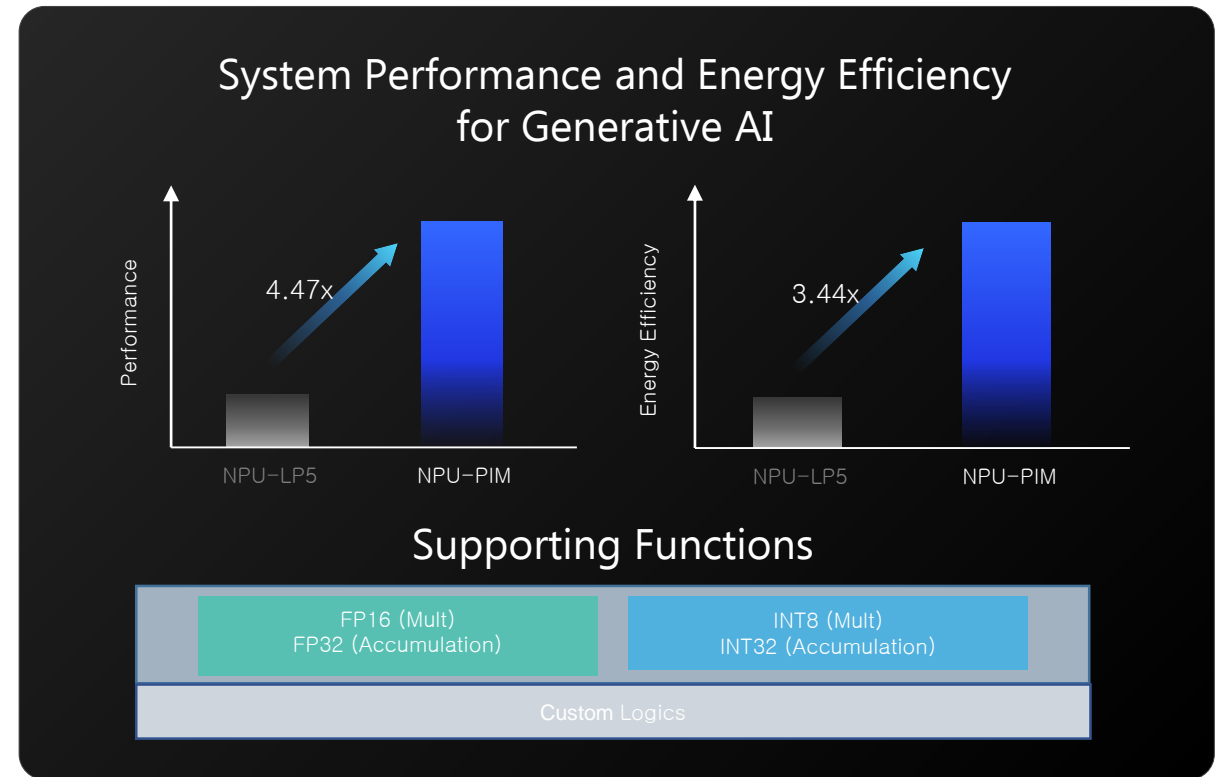 System Performance and Energy Efficiency
for Generative AI
Performance
4.47x
NPU-LP5
NPU-PIM
Energy Efficiency
3.44x
NPU-LP5
NPU-PIM
Supporting Functions
FP16 (Mult)
FP32 (Accumulation)
INT8 (Mult)
INT32 (Accumulation)
Custom Logics